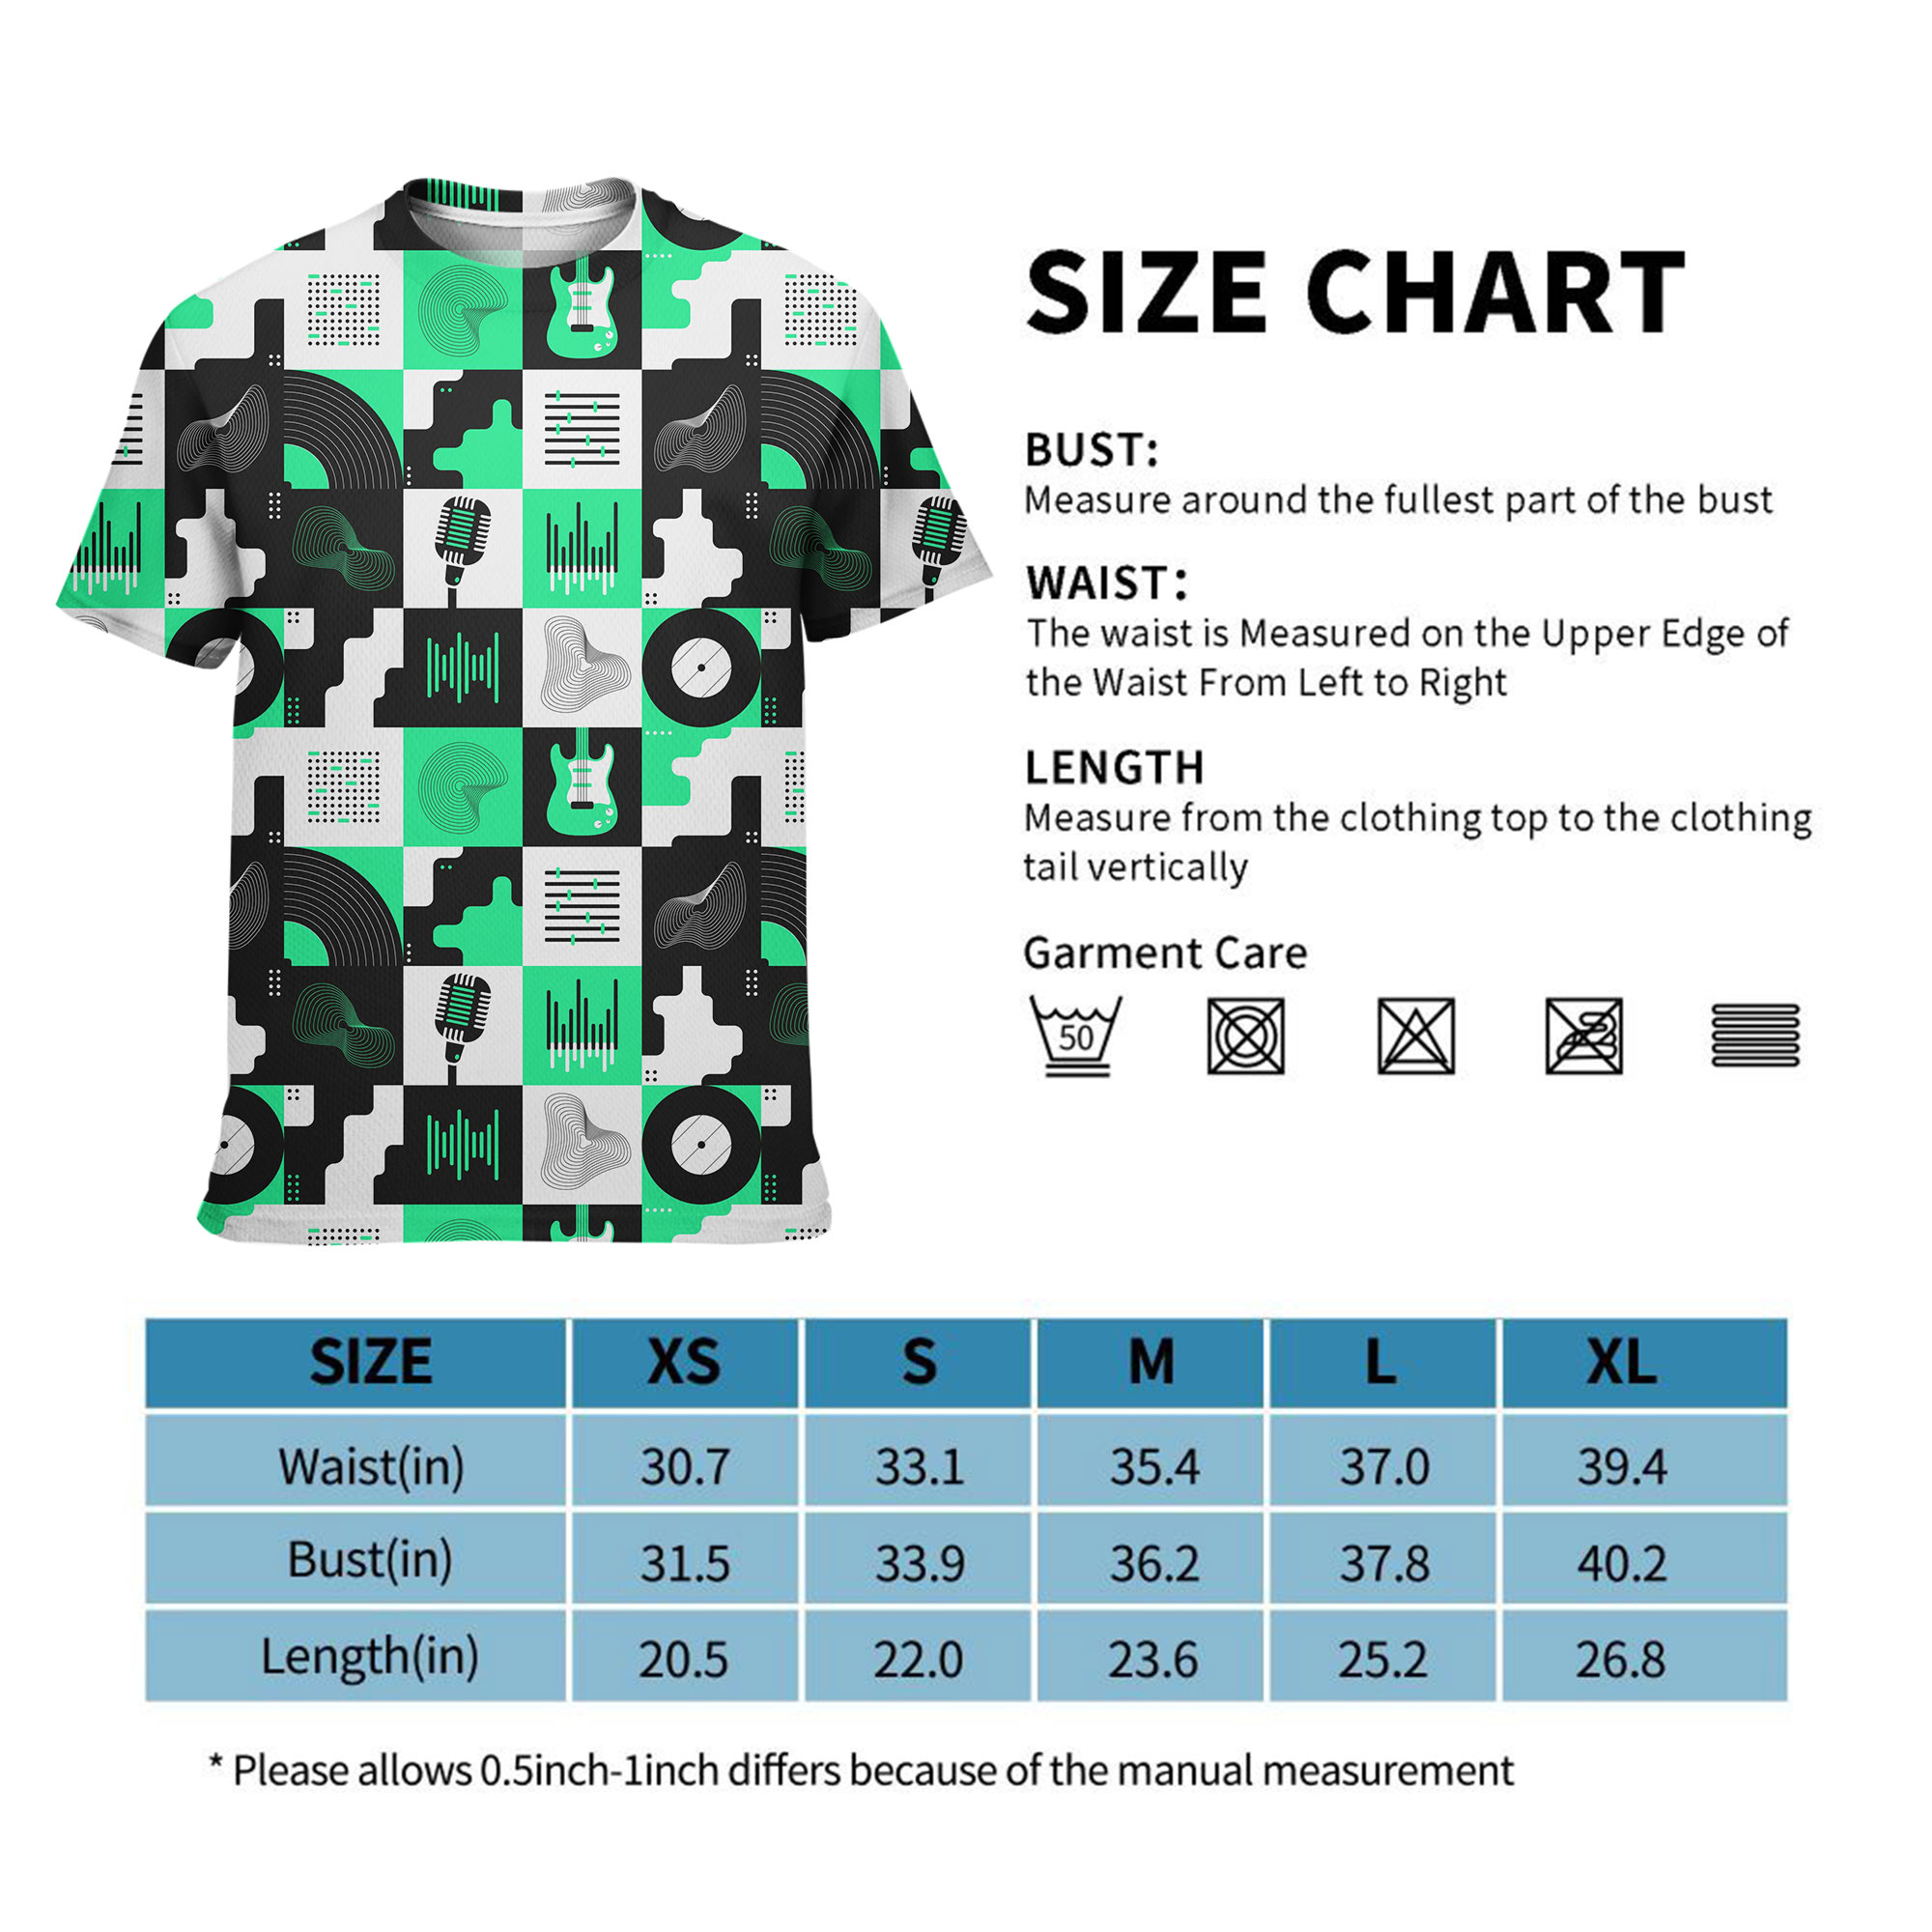 SIZE CHART
BUST:
Measure around the fullest part of the bust
WAIST:
The waist is Measured on the Upper Edge of
the Waist From Left to Right
LENGTH
Measure from the clothing top to the clothing
tail vertically
Garment Care
50
SIZE XS S M L XL
Waist(in) 30.7 33.1 35.4 37.0 39.4
Bust(in) 31.5 33.9 36.2 37.8 40.2
Length(in) 20.5 22.0 23.6 25.2 26.8
* Please allows 0.5inch-1inch differs because of the manual measurement